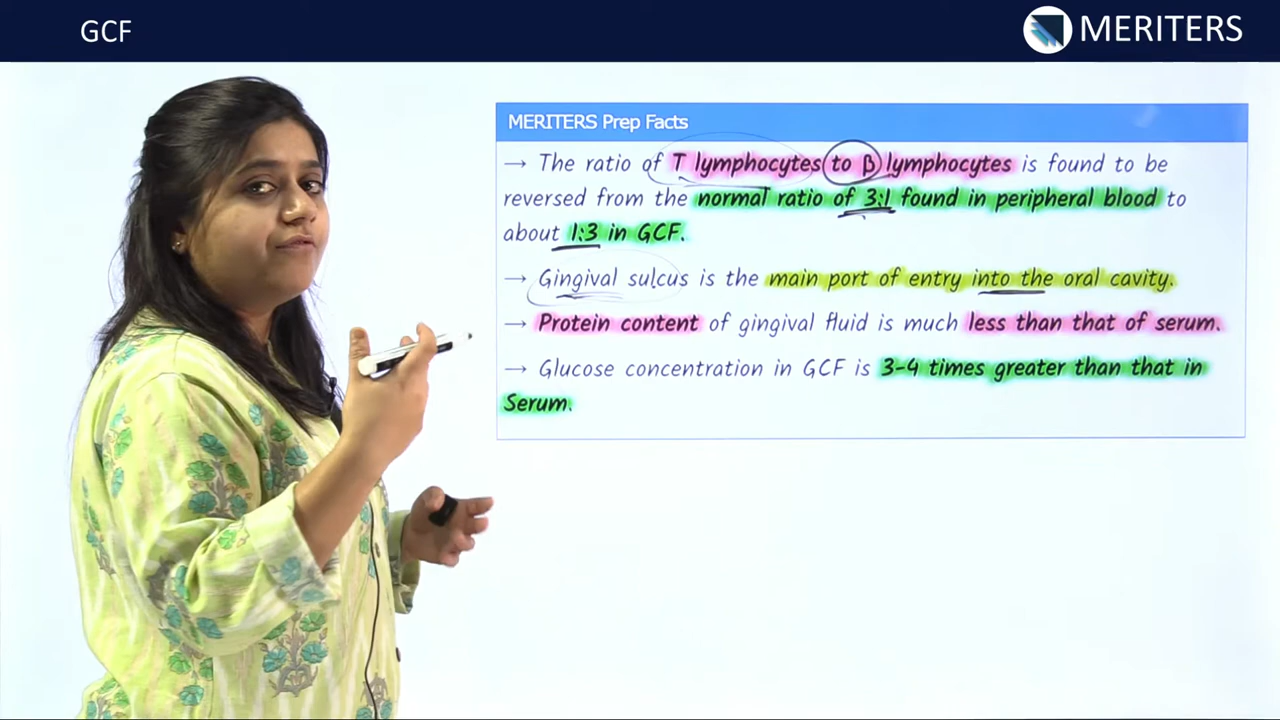 GCF
MERITERS
MERITERS Prep Facts
→ The ratio of T lymphocytes to β lymphocytes is found to be
reversed from the normal ratio of 3:1 found in peripheral blood to
about 1:3 in GCF.
→ Gingival sulcus is the main port of entry into the oral cavity.
→ Protein content of gingival fluid is much less than that of serum.
→ Glucose concentration in GCF is 3-4 times greater than that in
Serum.